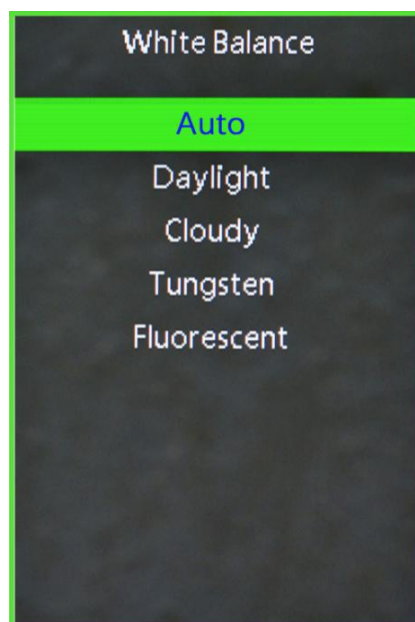 White Balance
Auto
Daylight
Cloudy
Tungsten
Fluorescent